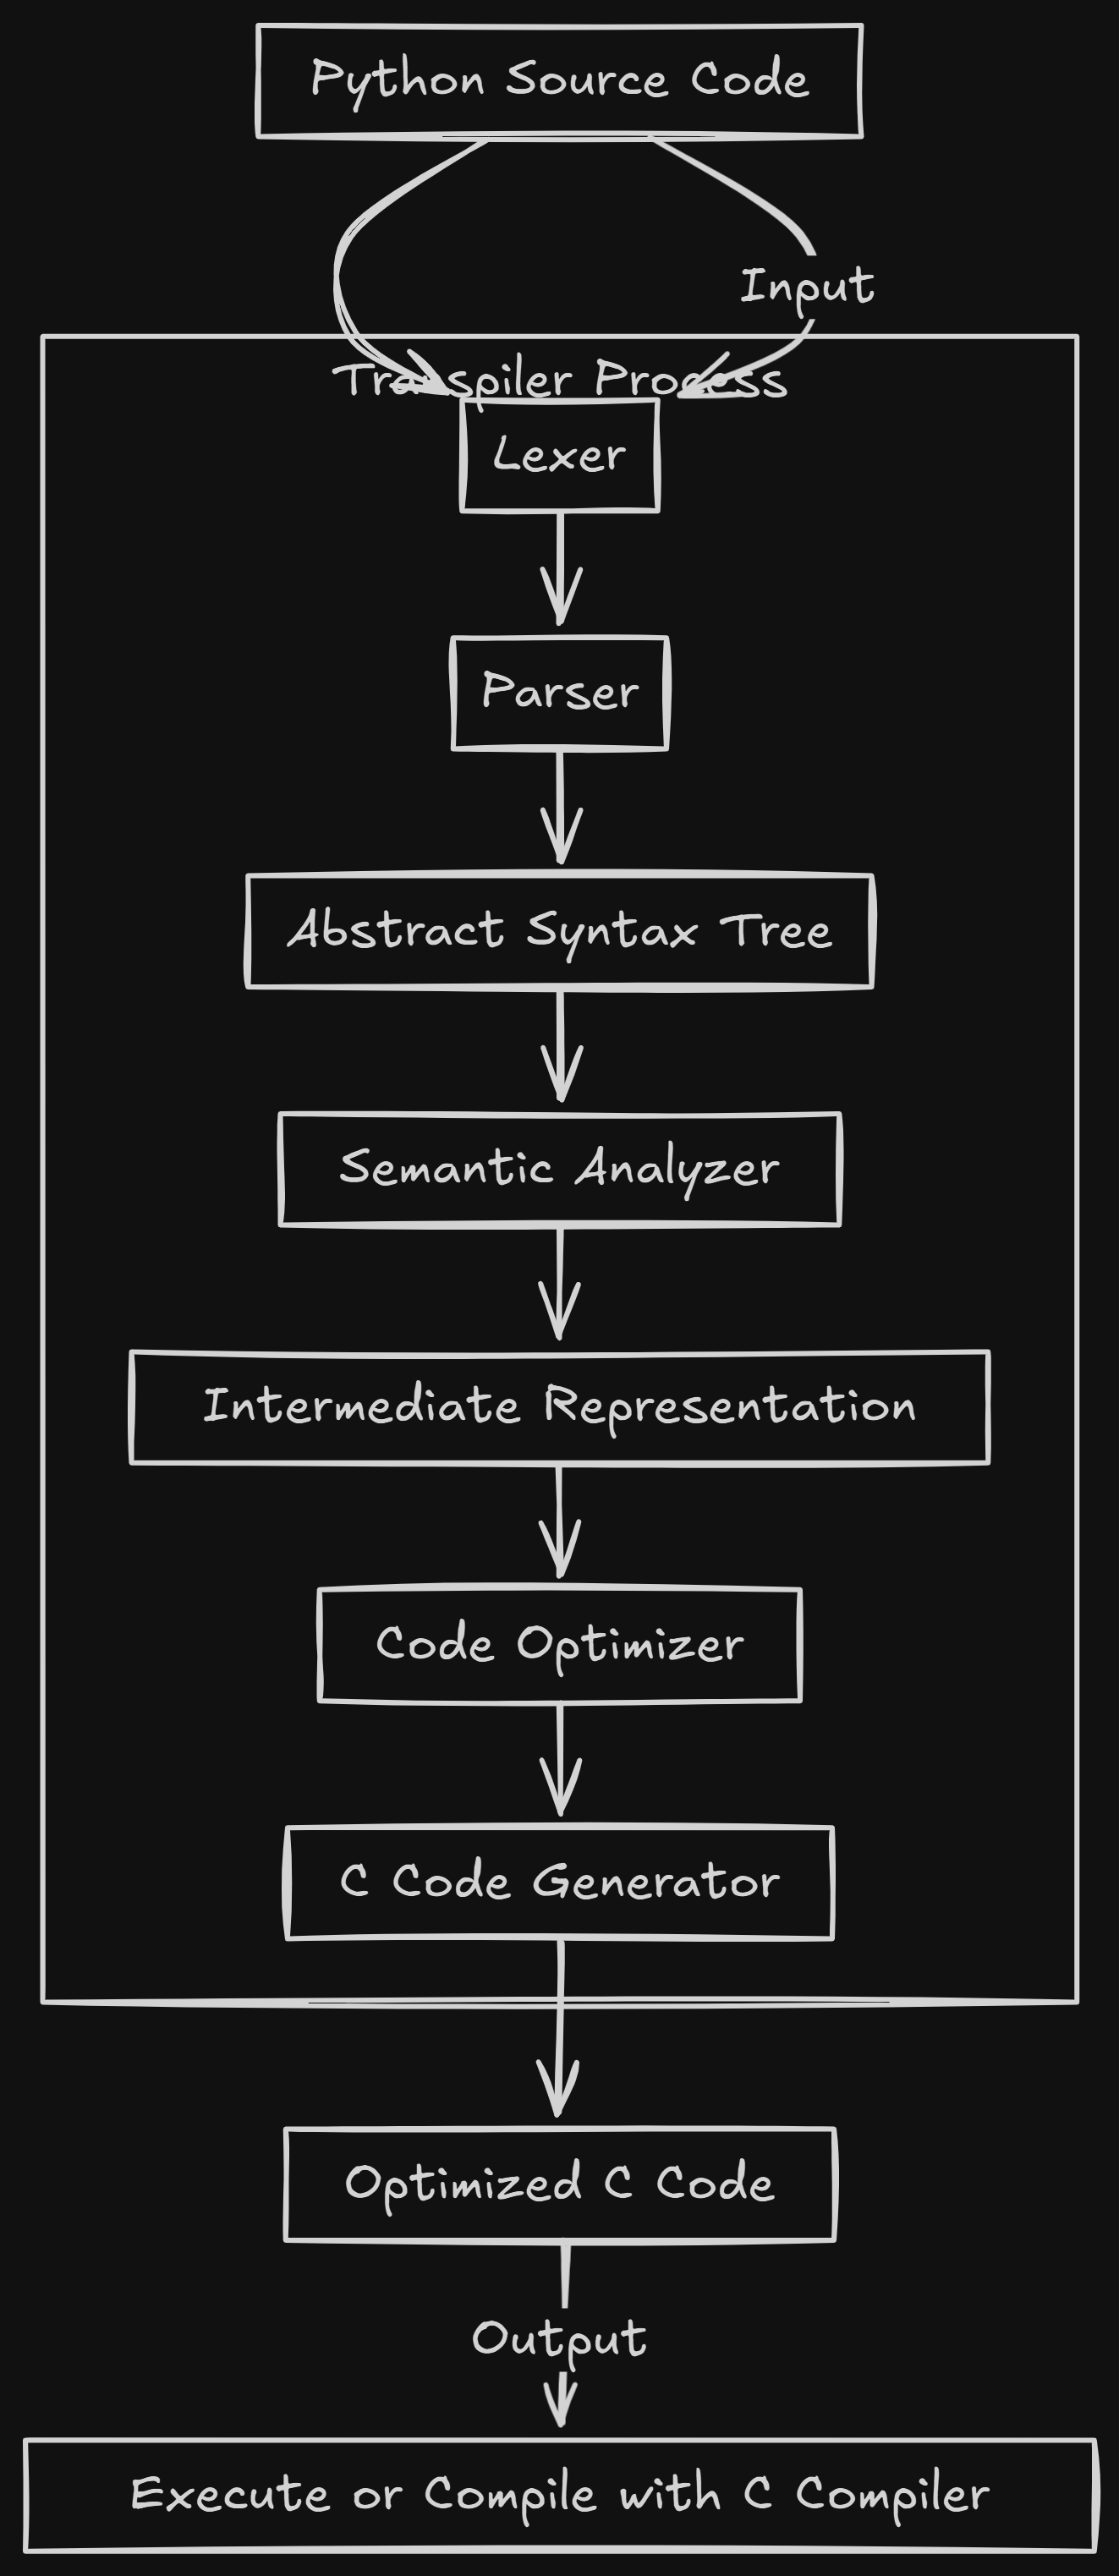 Python Source Code
Input
Transpiler Process
Lexer
Parser
Abstract Syntax Tree
Semantic Analyzer
Intermediate Representation
Code Optimizer
C Code Generator
Optimized C Code
Output
Execute or Compile with C Compiler